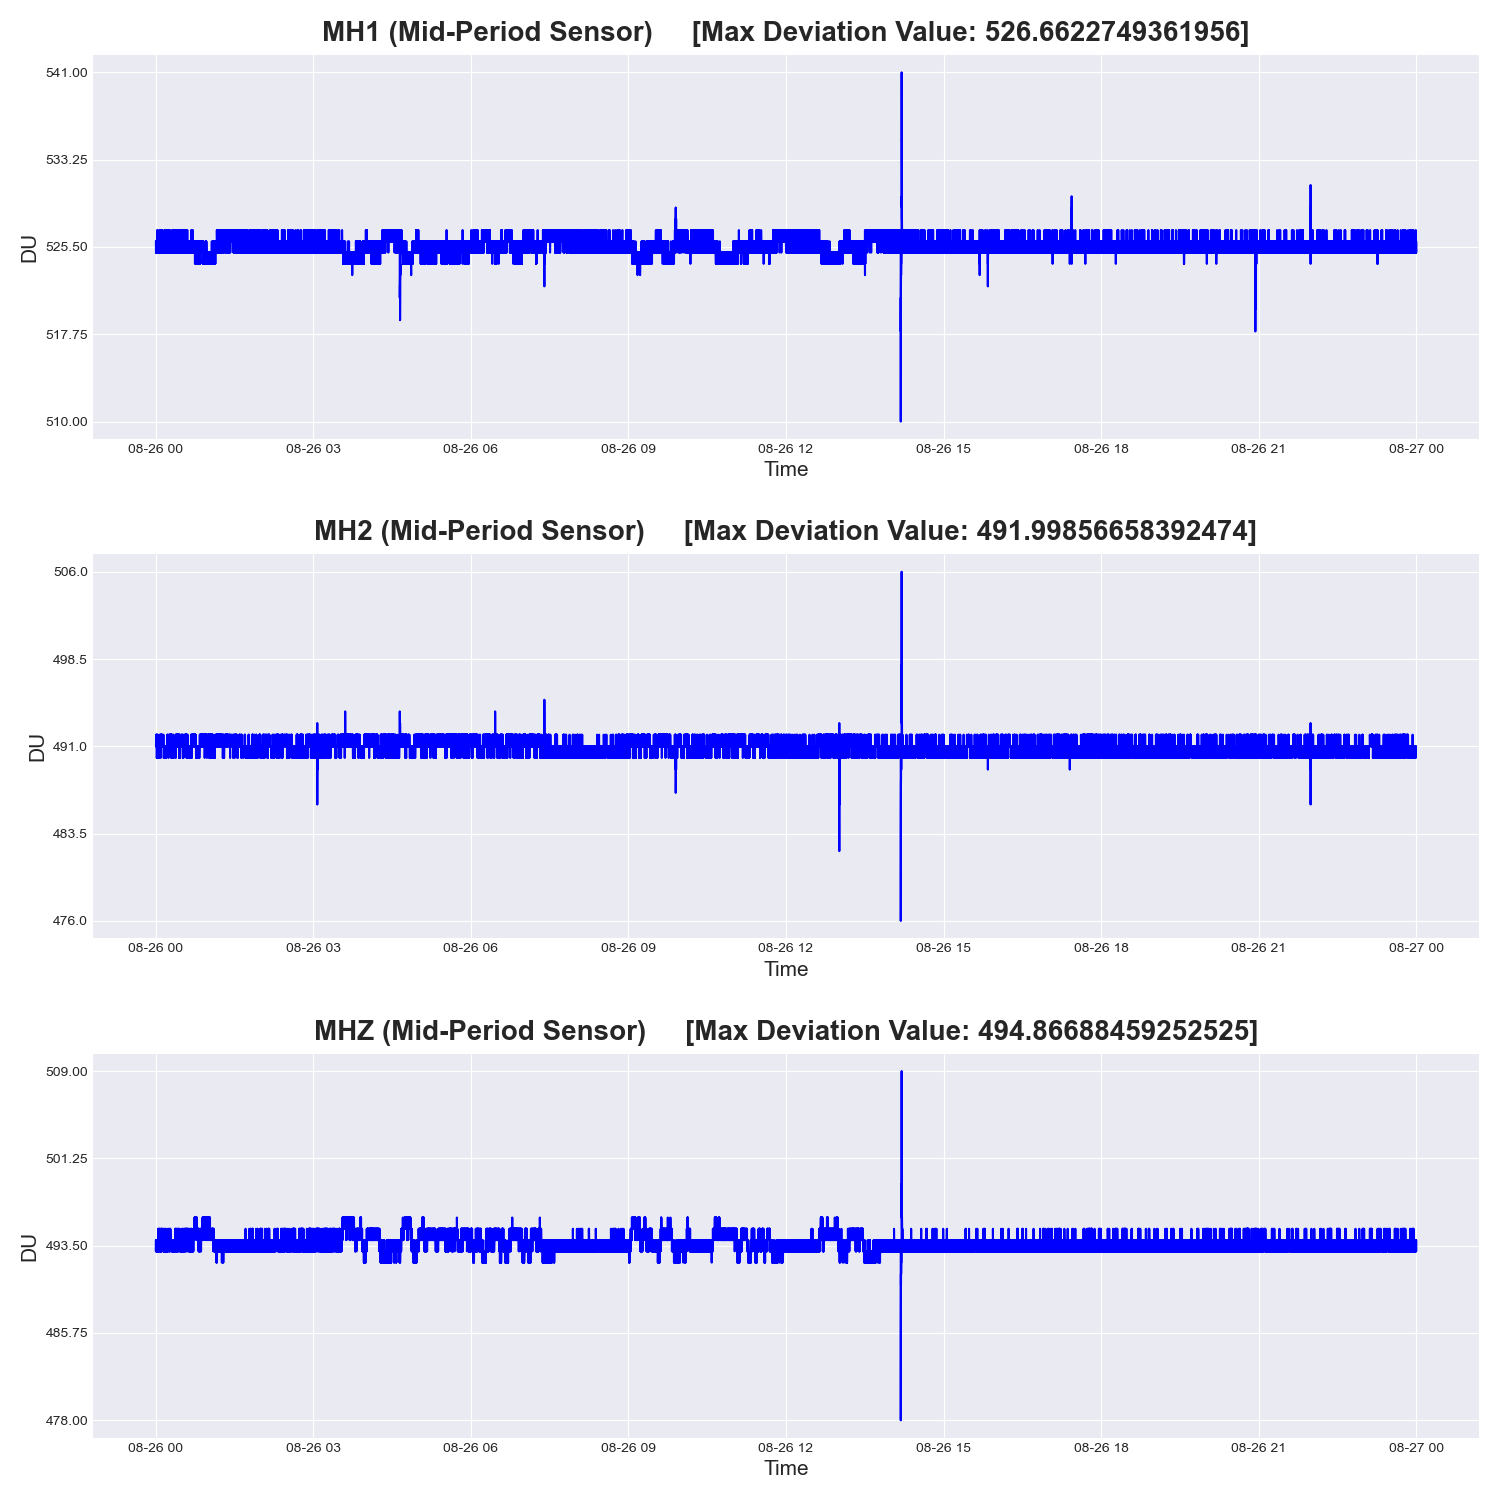 MH1 (Mid-Period Sensor) [Max Deviation Value: 526.6622749361956]
541.00
533.25
525.50
517.75
510.00
DU
08-26 00 08-26 03 08-26 06 08-26 09 08-26 12 08-26 15 08-26 18 08-26 21 08-27 00
Time
MH2 (Mid-Period Sensor) [Max Deviation Value: 491.99856658392474]
506.0
498.5
491.0
483.5
476.0
DU
08-26 00 08-26 03 08-26 06 08-26 09 08-26 12 08-26 15 08-26 18 08-26 21 08-27 00
Time
MHZ (Mid-Period Sensor) [Max Deviation Value: 494.86688459252525]
509.00
501.25
493.50
485.75
478.00
DU
08-26 00 08-26 03 08-26 06 08-26 09 08-26 12 08-26 15 08-26 18 08-26 21 08-27 00
Time